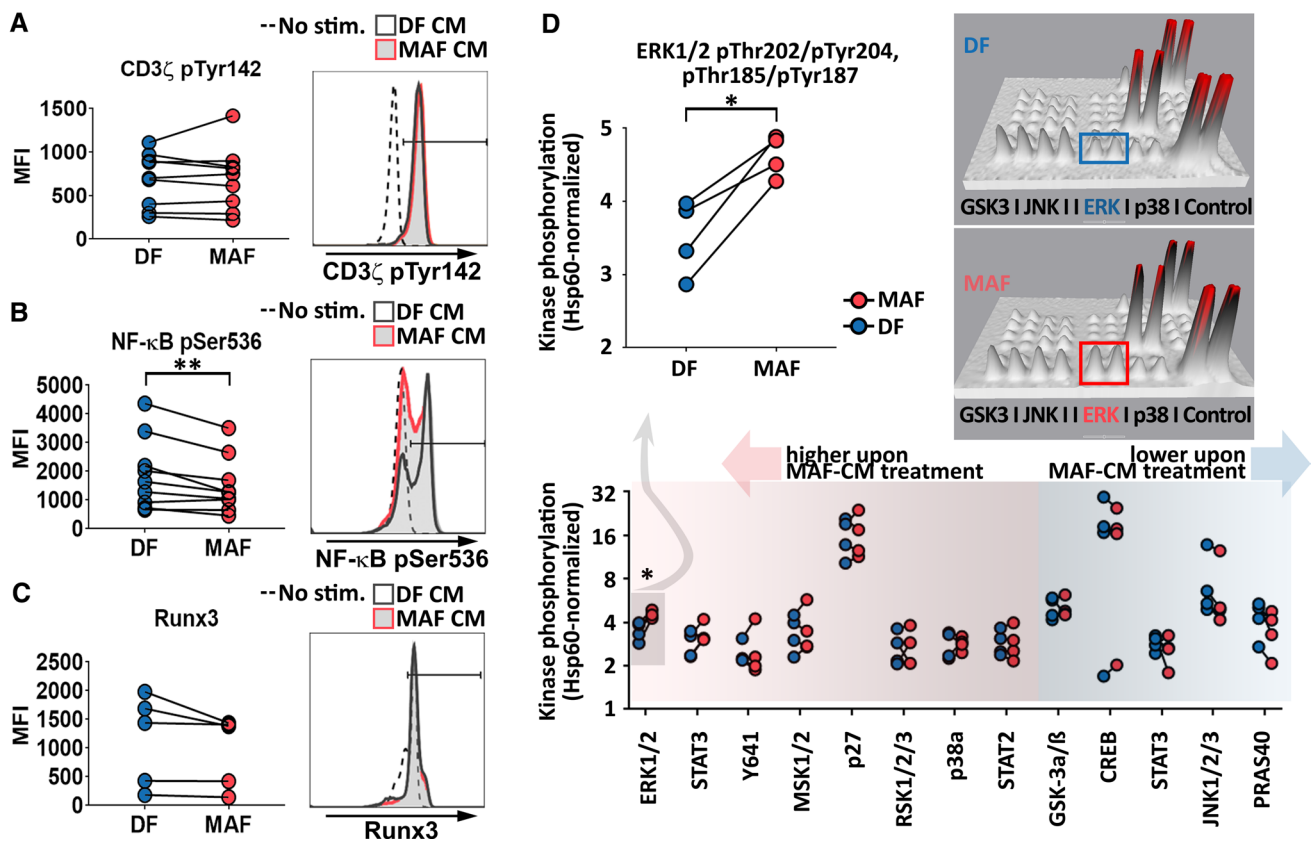 A
--No stim.
DF CM
MAF CM
CD3ζ pTyr142
MFI
1500
1000
500
0
DF
MAF
CD3ζ pTyr142
B
--No stim.
DF CM
MAF CM
NF-κB pSer536
**
MFI
5000
4000
3000
2000
1000
0
DF
MAF
NF-κB pSer536
C
--No stim.
DF CM
MAF CM
Runx3
MFI
2500
2000
1500
1000
500
0
DF
MAF
Runx3
D
ERK1/2 pThr202/pTyr204,
pThr185/pTyr187
*
Kinase phosphorylation
(Hsp60-normalized)
5
4
3
2
DF
MAF
MAF
DF
DF
GSK3 I JNK I I ERK I p38 I Control
MAF
GSK3 I JNK I I ERK I p38 I Control
higher upon
MAF-CM treatment
lower upon
MAF-CM treatment
Kinase phosphorylation
(Hsp60-normalized)
32
16
8
4
2
1
*
ERK1/2
STAT3
Y641
MSK1/2
p27
RSK1/2/3
p38a
STAT2
GSK-3a/ß
CREB
STAT3
JNK1/2/3
PRAS40